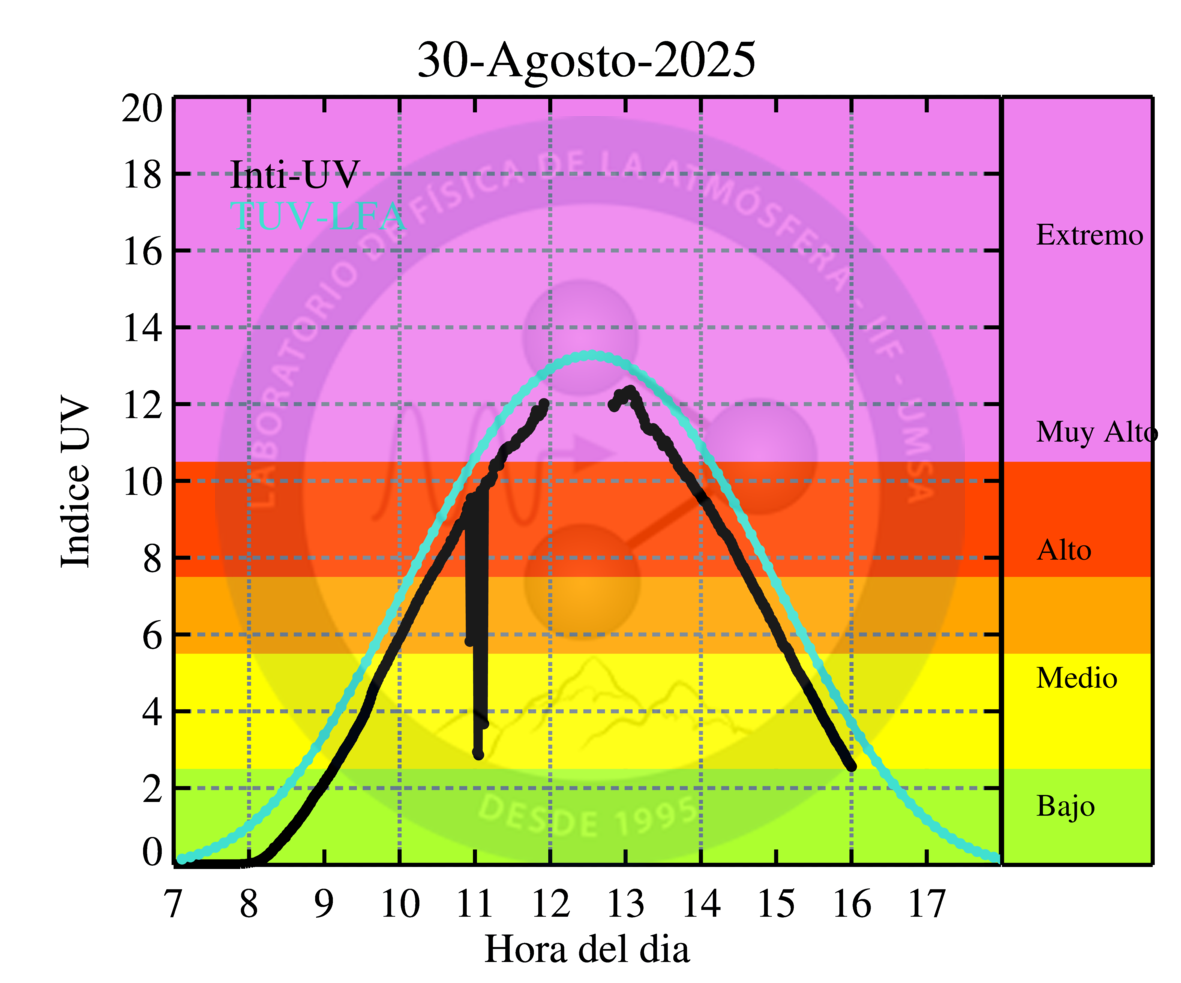 30-Agosto-2025
Inti-UV
TUV-LFA
LABORATORIO DE FÍSICA DE LA ATMÓSFERA - IIF - UMSA
DESDE 1995
Indice UV
20
18
16
14
12
10
8
6
4
2
0
Extremo
Muy Alto
Alto
Medio
Bajo
7 8 9 10 11 12 13 14 15 16 17
Hora del dia